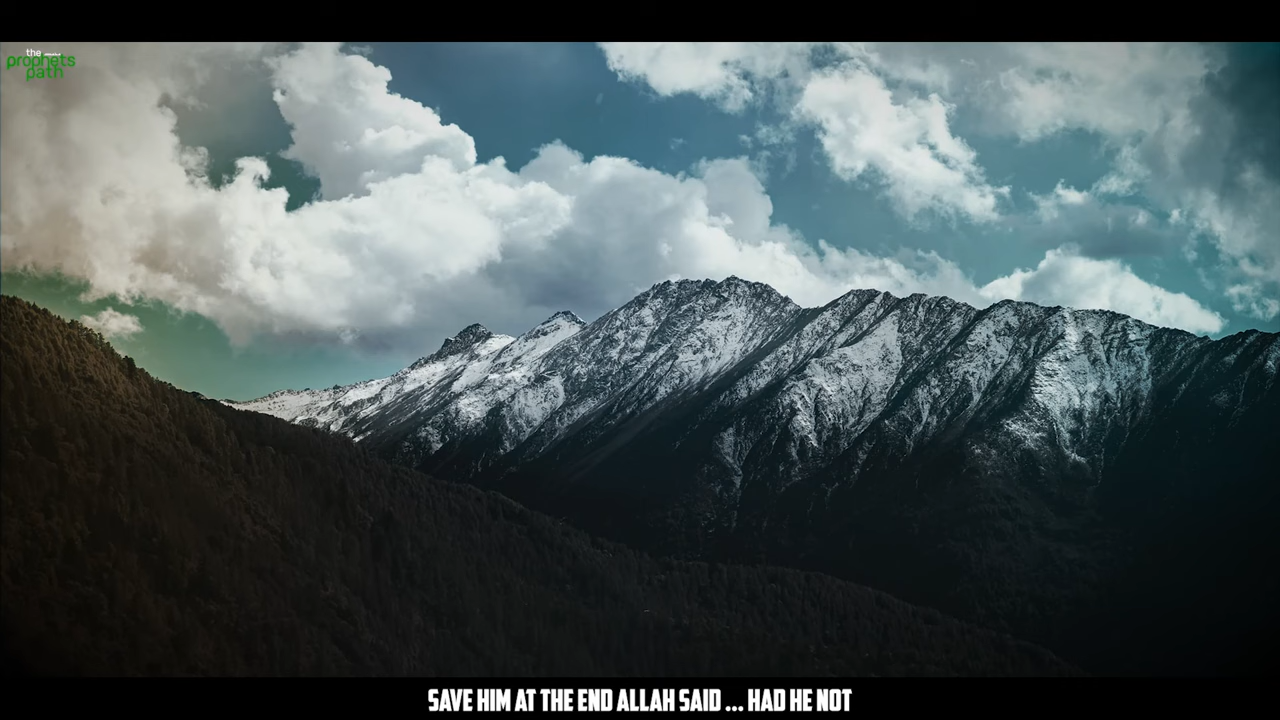 the
prophets
path
SAVE HIM AT THE END ALLAH SAID ... HAD HE NOT